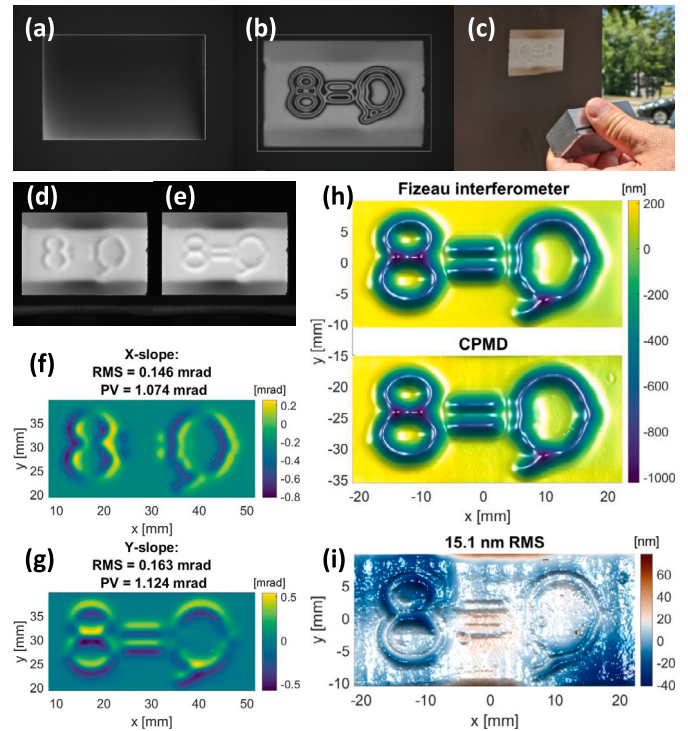 (a)
(b)
(c)
(d)
(e)
(h)
Fizeau interferometer
[nm]
y [mm]
5
0
-5
-10
200
0
-200
-400
-600
-800
-1000
CPMD
-15
-20
-25
-30
-35
-20
-10
0
10
20
x [mm]
(f)
X-slope:
RMS = 0.146 mrad
PV = 1.074 mrad
[mrad]
y [mm]
35
30
25
20
10
20
30
40
50
x [mm]
0.2
0
-0.2
-0.4
-0.6
-0.8
(g)
Y-slope:
RMS = 0.163 mrad
PV = 1.124 mrad
[mrad]
y [mm]
35
30
25
20
10
20
30
40
50
x [mm]
0.5
0
-0.5
(i)
15.1 nm RMS
[nm]
y [mm]
5
0
-5
-10
-20
-10
0
10
20
x [mm]
60
40
20
0
-20
-40